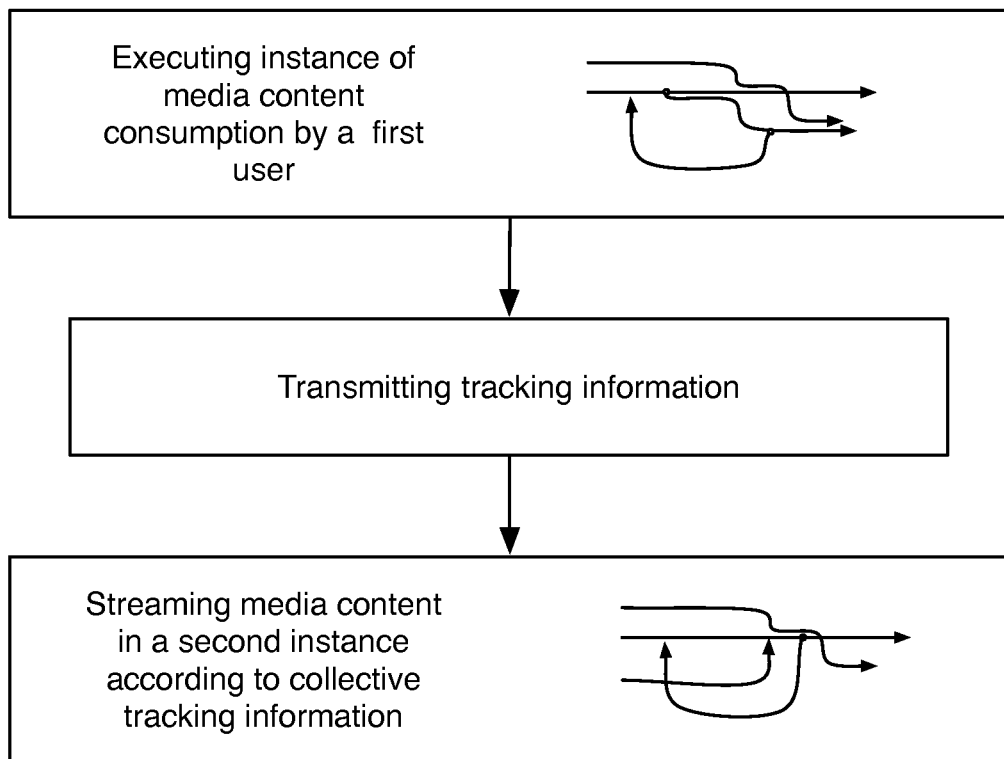 Executing instance of
media content
consumption by a first
user
Transmitting tracking information
Streaming media content
in a second instance
according to collective
tracking information